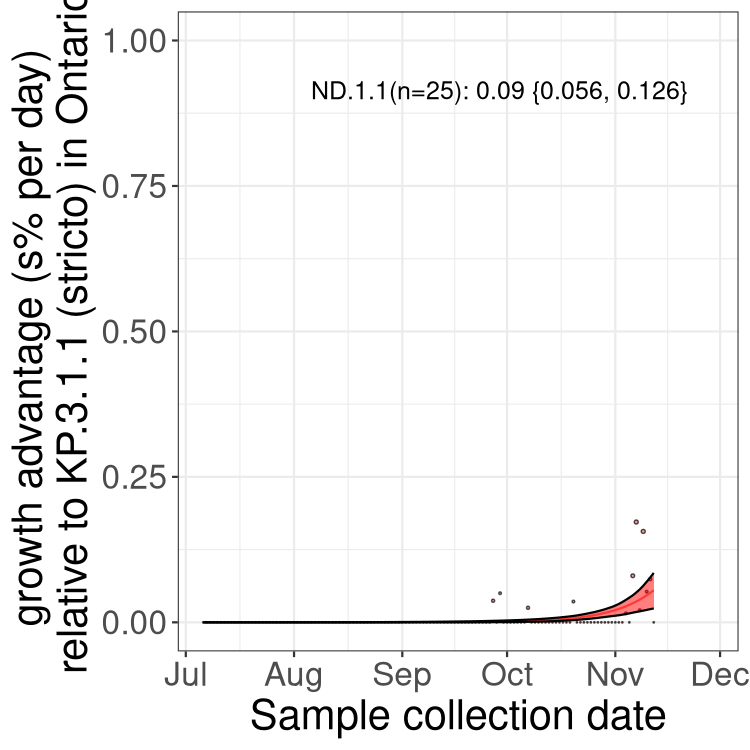 growth advantage (s% per day)
relative to KP.3.1.1 (stricto) in Ontario
1.00
0.75
0.50
0.25
0.00
ND.1.1(n=25): 0.09 {0.056, 0.126}
Jul Aug Sep Oct Nov Dec
Sample collection date